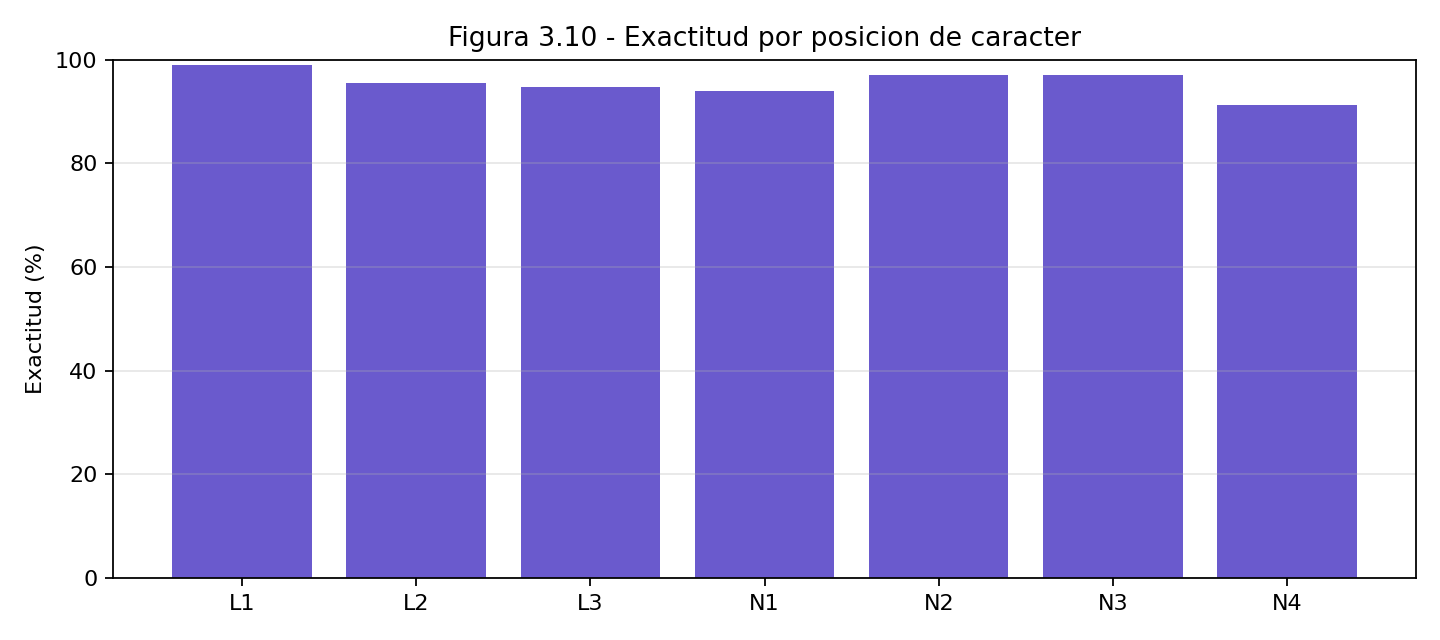 Figura 3.10 - Exactitud por posicion de caracter
Exactitud (%)
100
80
60
40
20
0
L1 L2 L3 N1 N2 N3 N4